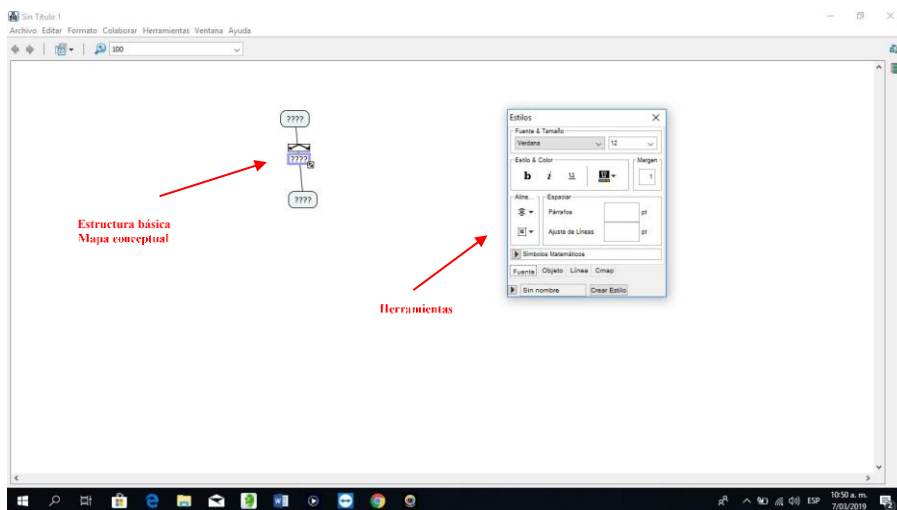 Sin Título 1
Archivo Editar Formato Colaborar Herramientas Ventana Ayuda
100
????
????
????
Estructura básica
Mapa conceptual
Herramientas
Estilos
Fuente & Tamaño
Verdana 12
Estilo & Color Margen
b i u 1
Aline... Espaciar
Párrafos pt
Ajuste de Líneas pt
Símbolos Matemáticos
Fuente Objeto Línea Cmap
Sin nombre Crear Estilo
ESP 10:50 a. m.
7/03/2019